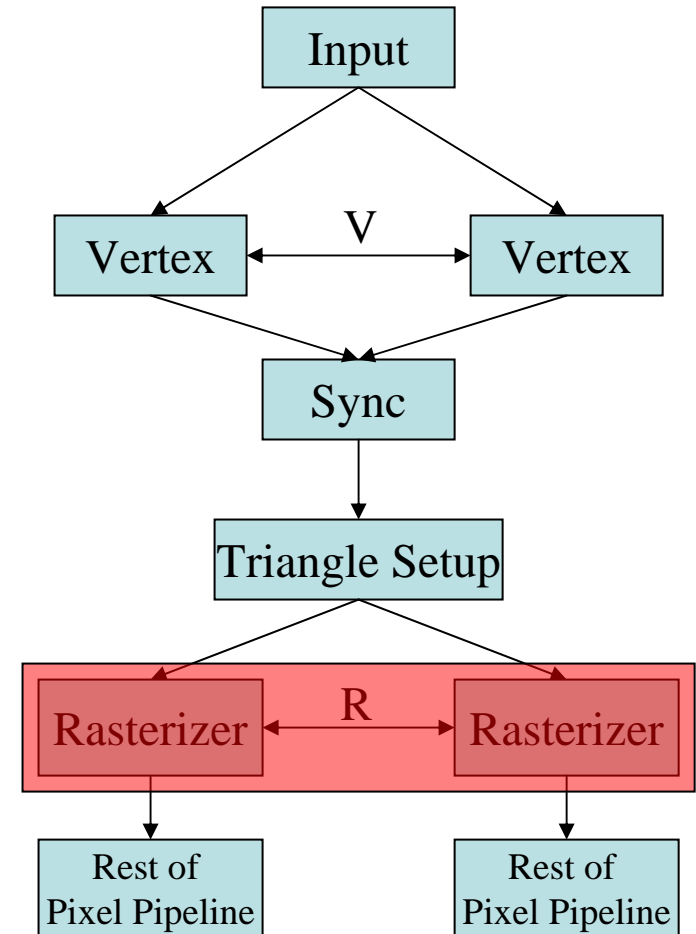 Input
V
Vertex
Vertex
Sync
Triangle Setup
R
Rasterizer
Rasterizer
Rest of
Pixel Pipeline
Rest of
Pixel Pipeline